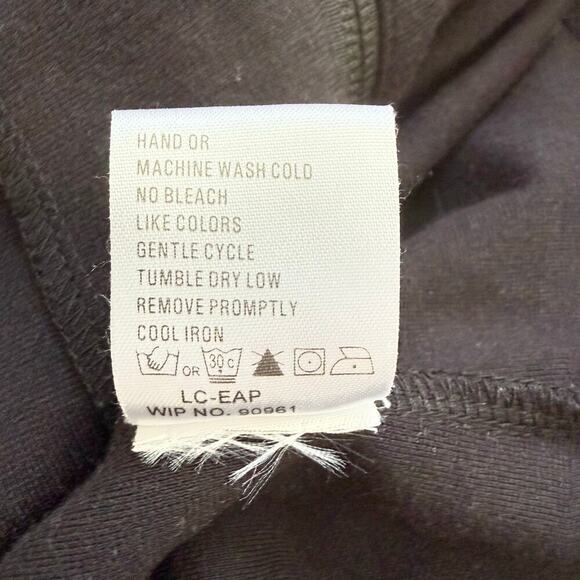 HAND OR
MACHINE WASH COLD
NO BLEACH
LIKE COLORS
GENTLE CYCLE
TUMBLE DRY LOW
REMOVE PROMPTLY
COOL IRON
OR 30c
LC-EAP
WIP NO. 90961